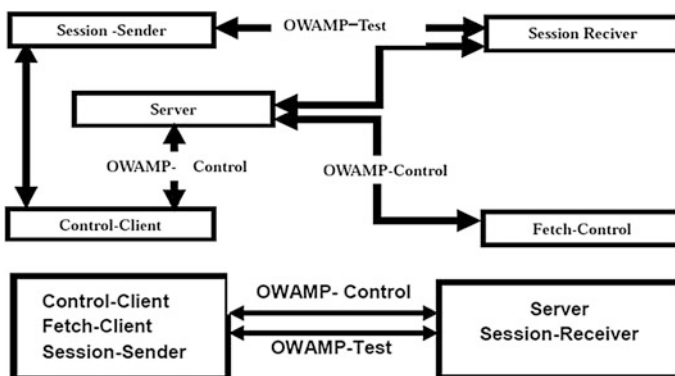 Session -Sender
OWAMP-Test
Session Reciver
Server
OWAMP- Control
OWAMP-Control
Control-Client
Fetch-Control
Control-Client
Fetch-Client
Session-Sender
OWAMP- Control
OWAMP-Test
Server
Session-Receiver